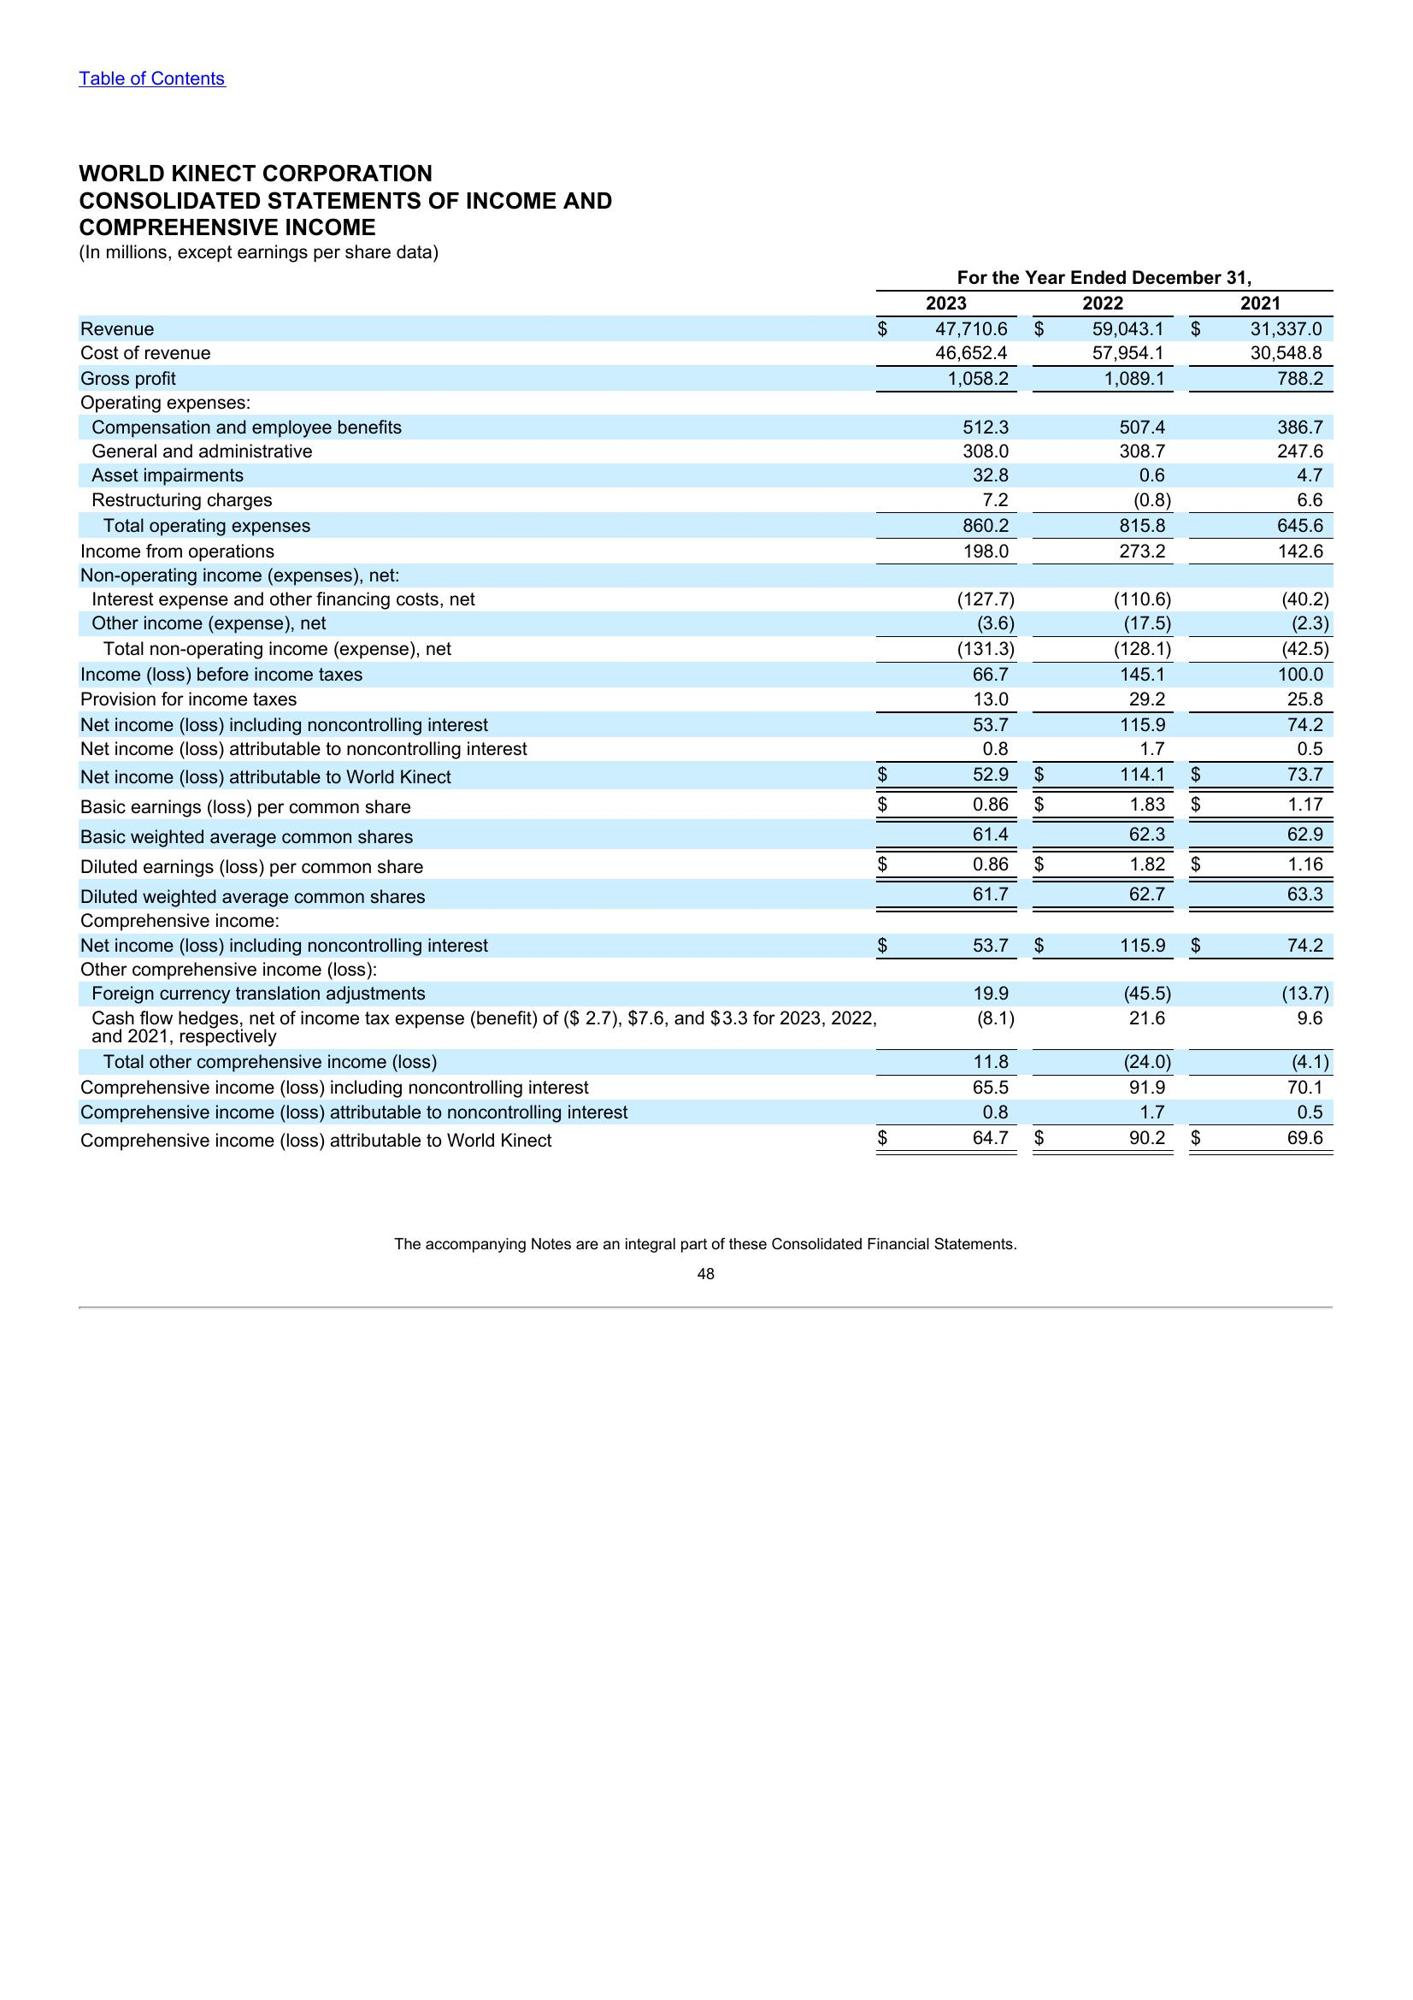 Table of Contents
WORLD KINECT CORPORATION
CONSOLIDATED STATEMENTS OF INCOME AND
COMPREHENSIVE INCOME
(In millions, except earnings per share data)
For the Year Ended December 31,
2023 2022 2021
Revenue $ 47,710.6 $ 59,043.1 $ 31,337.0
Cost of revenue 46,652.4 57,954.1 30,548.8
Gross profit 1,058.2 1,089.1 788.2
Operating expenses:
Compensation and employee benefits 512.3 507.4 386.7
General and administrative 308.0 308.7 247.6
Asset impairments 32.8 0.6 4.7
Restructuring charges 7.2 (0.8) 6.6
Total operating expenses 860.2 815.8 645.6
Income from operations 198.0 273.2 142.6
Non-operating income (expenses), net:
Interest expense and other financing costs, net (127.7) (110.6) (40.2)
Other income (expense), net (3.6) (17.5) (2.3)
Total non-operating income (expense), net (131.3) (128.1) (42.5)
Income (loss) before income taxes 66.7 145.1 100.0
Provision for income taxes 13.0 29.2 25.8
Net income (loss) including noncontrolling interest 53.7 115.9 74.2
Net income (loss) attributable to noncontrolling interest 0.8 1.7 0.5
Net income (loss) attributable to World Kinect $ 52.9 $ 114.1 $ 73.7
Basic earnings (loss) per common share $ 0.86 $ 1.83 $ 1.17
Basic weighted average common shares 61.4 62.3 62.9
Diluted earnings (loss) per common share $ 0.86 $ 1.82 $ 1.16
Diluted weighted average common shares 61.7 62.7 63.3
Comprehensive income:
Net income (loss) including noncontrolling interest $ 53.7 $ 115.9 $ 74.2
Other comprehensive income (loss):
Foreign currency translation adjustments 19.9 (45.5) (13.7)
Cash flow hedges, net of income tax expense (benefit) of ($ 2.7), $7.6, and $3.3 for 2023, 2022, (8.1) 21.6 9.6
and 2021, respectively
Total other comprehensive income (loss) 11.8 (24.0) (4.1)
Comprehensive income (loss) including noncontrolling interest 65.5 91.9 70.1
Comprehensive income (loss) attributable to noncontrolling interest 0.8 1.7 0.5
Comprehensive income (loss) attributable to World Kinect $ 64.7 $ 90.2 $ 69.6
The accompanying Notes are an integral part of these Consolidated Financial Statements.
48